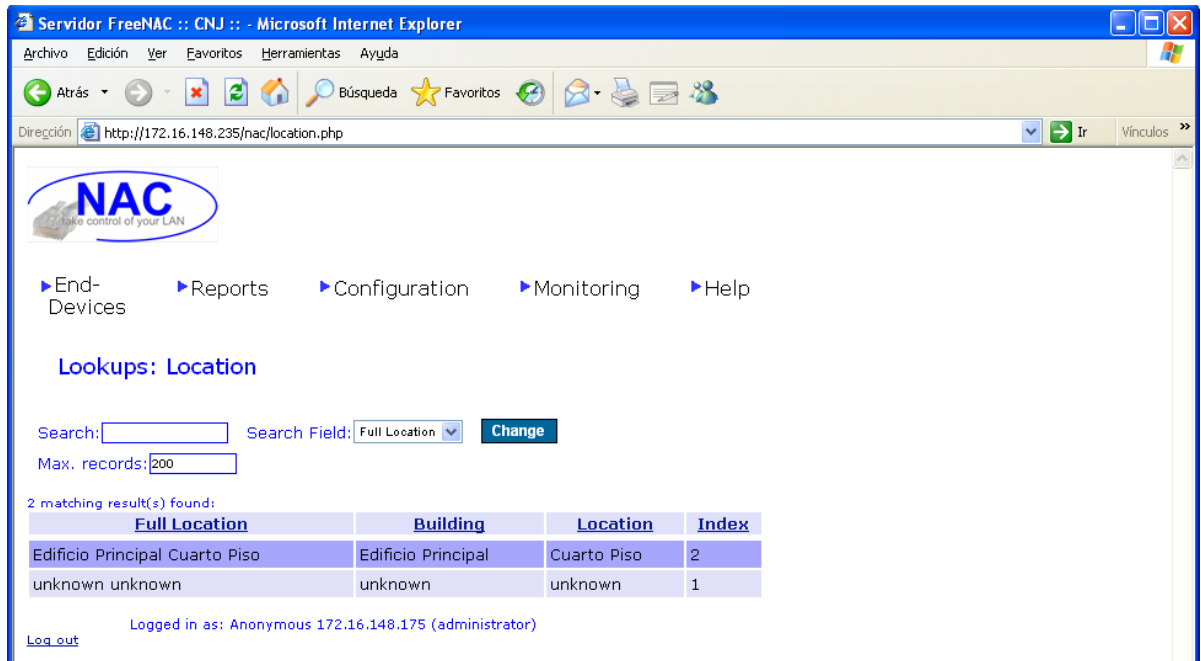 Servidor FreeNAC :: CNJ :: - Microsoft Internet Explorer
Archivo Edición Ver Favoritos Herramientas Ayuda
Atrás Búsqueda Favoritos
Dirección http://172.16.148.235/nac/location.php Ir Vínculos »
NAC
take control of your LAN
End-Devices Reports Configuration Monitoring Help
Lookups: Location
Search: Search Field: Full Location Change
Max. records: 200
2 matching result(s) found:
Full Location Building Location Index
Edificio Principal Cuarto Piso Edificio Principal Cuarto Piso 2
unknown unknown unknown unknown 1
Logged in as: Anonymous 172.16.148.175 (administrator)
Log out